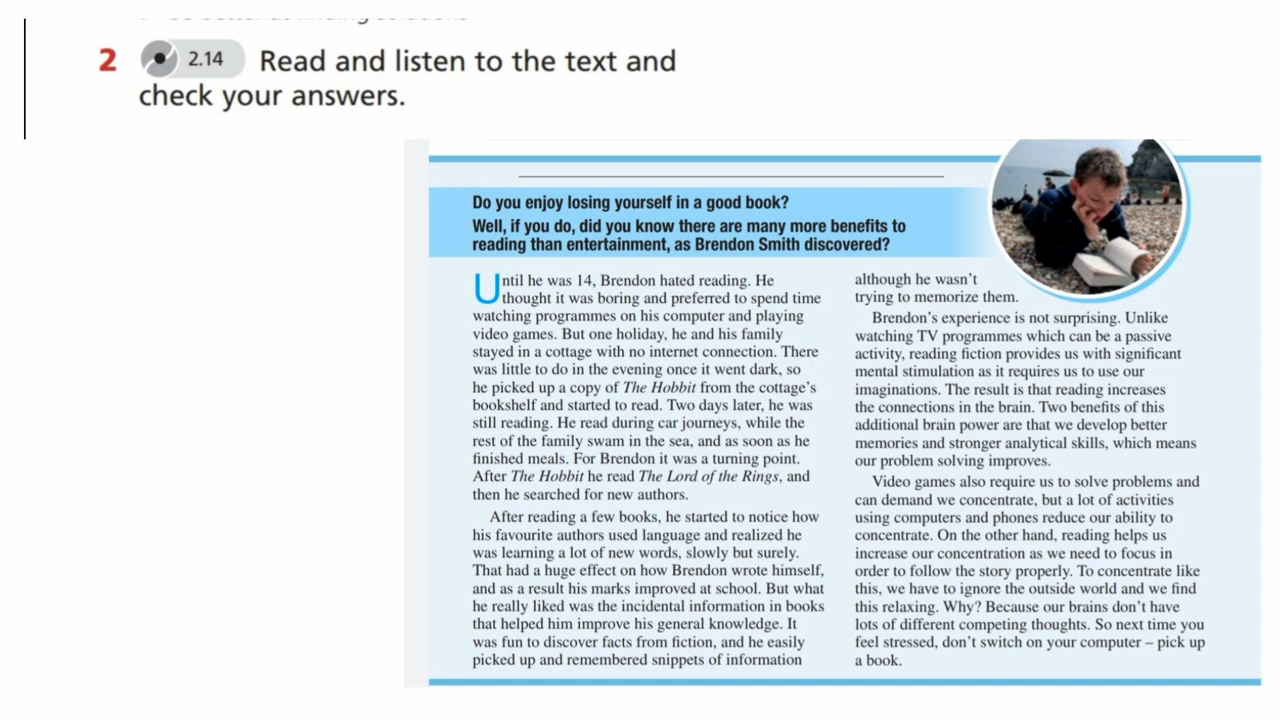 2 2.14 Read and listen to the text and
check your answers.
Do you enjoy losing yourself in a good book?
Well, if you do, did you know there are many more benefits to
reading than entertainment, as Brendon Smith discovered?
Until he was 14, Brendon hated reading. He
thought it was boring and preferred to spend time
watching programmes on his computer and playing
video games. But one holiday, he and his family
stayed in a cottage with no internet connection. There
was little to do in the evening once it went dark, so
he picked up a copy of The Hobbit from the cottage's
bookshelf and started to read. Two days later, he was
still reading. He read during car journeys, while the
rest of the family swam in the sea, and as soon as he
finished meals. For Brendon it was a turning point.
After The Hobbit he read The Lord of the Rings, and
then he searched for new authors.
After reading a few books, he started to notice how
his favourite authors used language and realized he
was learning a lot of new words, slowly but surely.
That had a huge effect on how Brendon wrote himself,
and as a result his marks improved at school. But what
he really liked was the incidental information in books
that helped him improve his general knowledge. It
was fun to discover facts from fiction, and he easily
picked up and remembered snippets of information
although he wasn't
trying to memorize them.
Brendon's experience is not surprising. Unlike
watching TV programmes which can be a passive
activity, reading fiction provides us with significant
mental stimulation as it requires us to use our
imaginations. The result is that reading increases
the connections in the brain. Two benefits of this
additional brain power are that we develop better
memories and stronger analytical skills, which means
our problem solving improves.
Video games also require us to solve problems and
can demand we concentrate, but a lot of activities
using computers and phones reduce our ability to
concentrate. On the other hand, reading helps us
increase our concentration as we need to focus in
order to follow the story properly. To concentrate like
this, we have to ignore the outside world and we find
this relaxing. Why? Because our brains don't have
lots of different competing thoughts. So next time you
feel stressed, don't switch on your computer – pick up
a book.